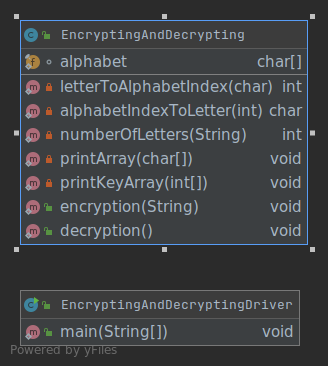 EncryptingAndDecrypting
alphabet char[]
letterToAlphabetIndex(char) int
alphabetIndexToLetter(int) char
numberOfLetters(String) int
printArray(char[]) void
printKeyArray(int[]) void
encryption(String) void
decryption() void
EncryptingAndDecryptingDriver
main(String[]) void
Powered by yFiles